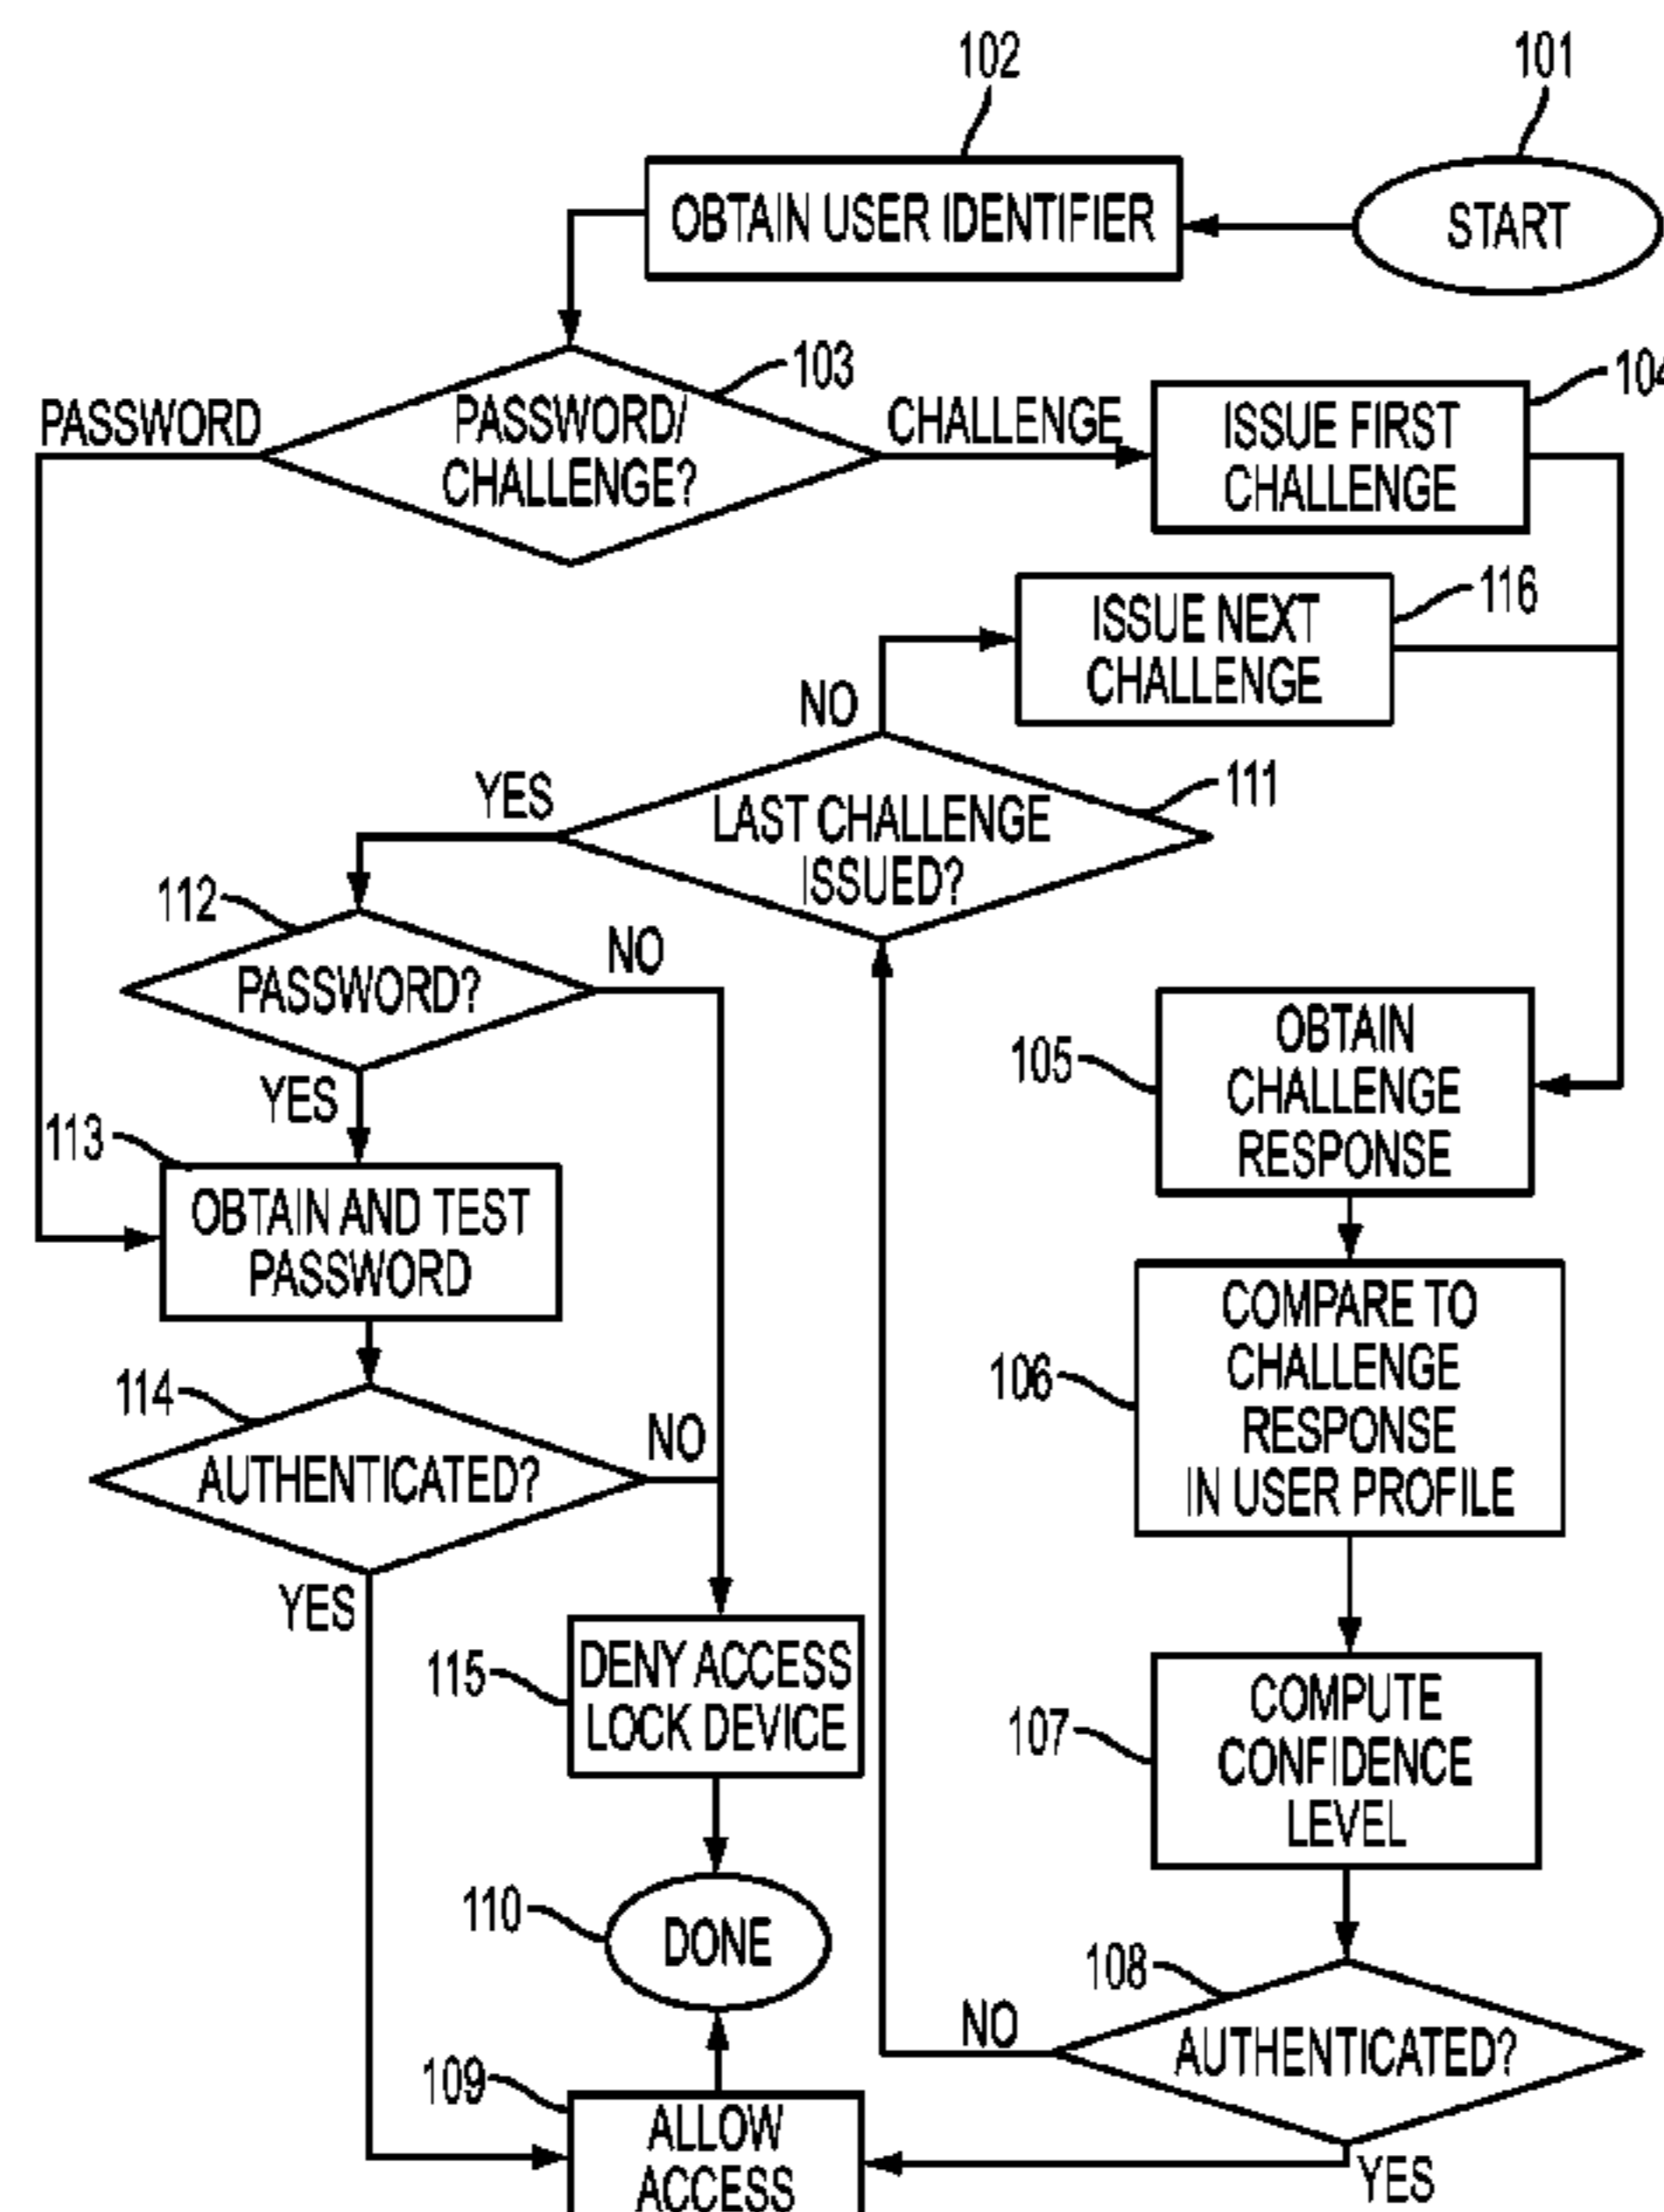 102
101
OBTAIN USER IDENTIFIER
START
103
104
PASSWORD
PASSWORD/
CHALLENGE?
CHALLENGE
ISSUE FIRST
CHALLENGE
116
ISSUE NEXT
CHALLENGE
NO
111
YES
LAST CHALLENGE
ISSUED?
112
NO
PASSWORD?
YES
105
OBTAIN
CHALLENGE
RESPONSE
113
OBTAIN AND TEST
PASSWORD
106
COMPARE TO
CHALLENGE
RESPONSE
IN USER PROFILE
114
NO
AUTHENTICATED?
YES
115
DENY ACCESS
LOCK DEVICE
107
COMPUTE
CONFIDENCE
LEVEL
110
DONE
108
NO
AUTHENTICATED?
109
ALLOW
ACCESS
YES